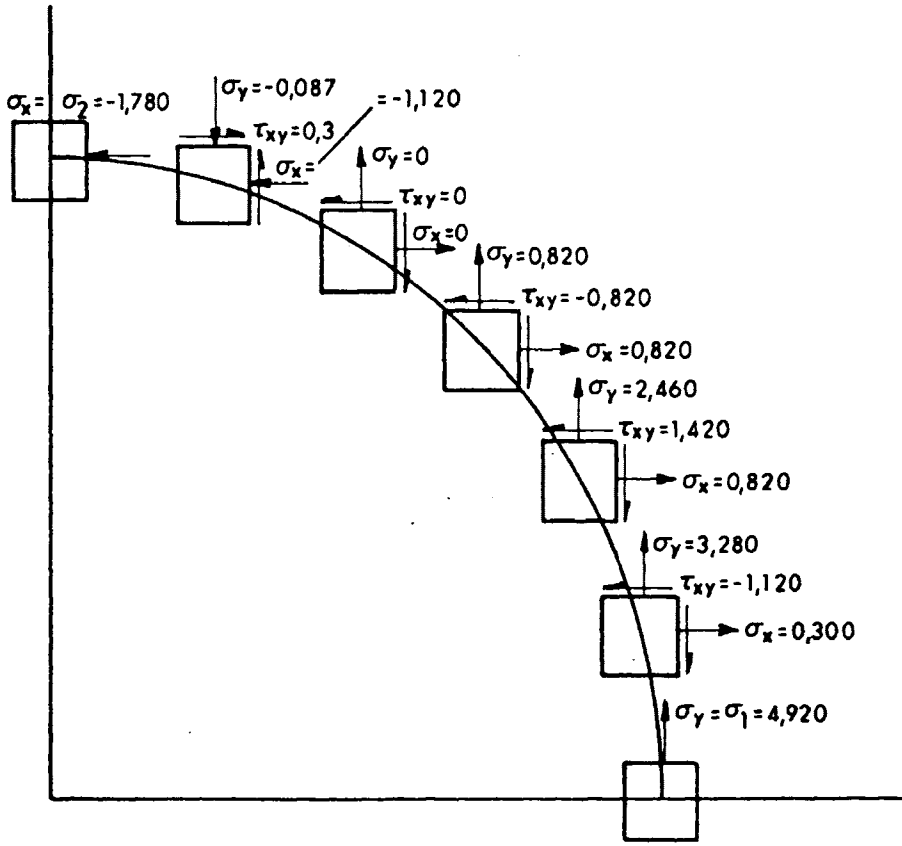 σy=-0,087
=-1,120
σx= σ2=-1,780
τxy=0,3
σx=
σy=0
τxy=0
σx=0
σy=0,820
τxy=-0,820
σx=0,820
σy=2,460
τxy=1,420
σx=0,820
σy=3,280
τxy=-1,120
σx=0,300
σy=σ1=4,920